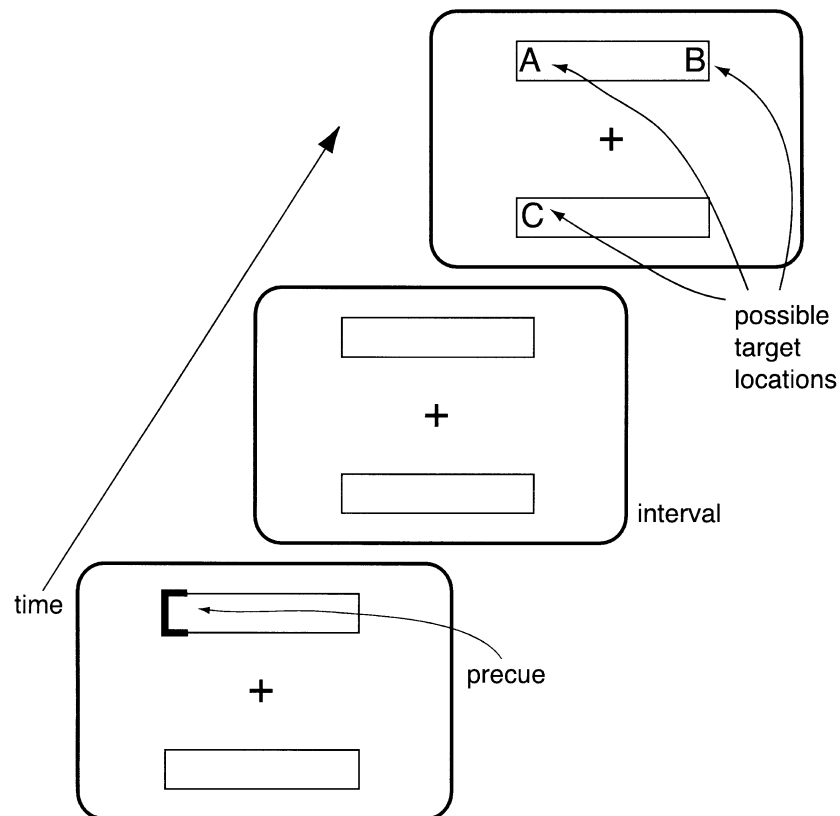 A B
+
C
possible
target
locations
+
interval
time
precue
+